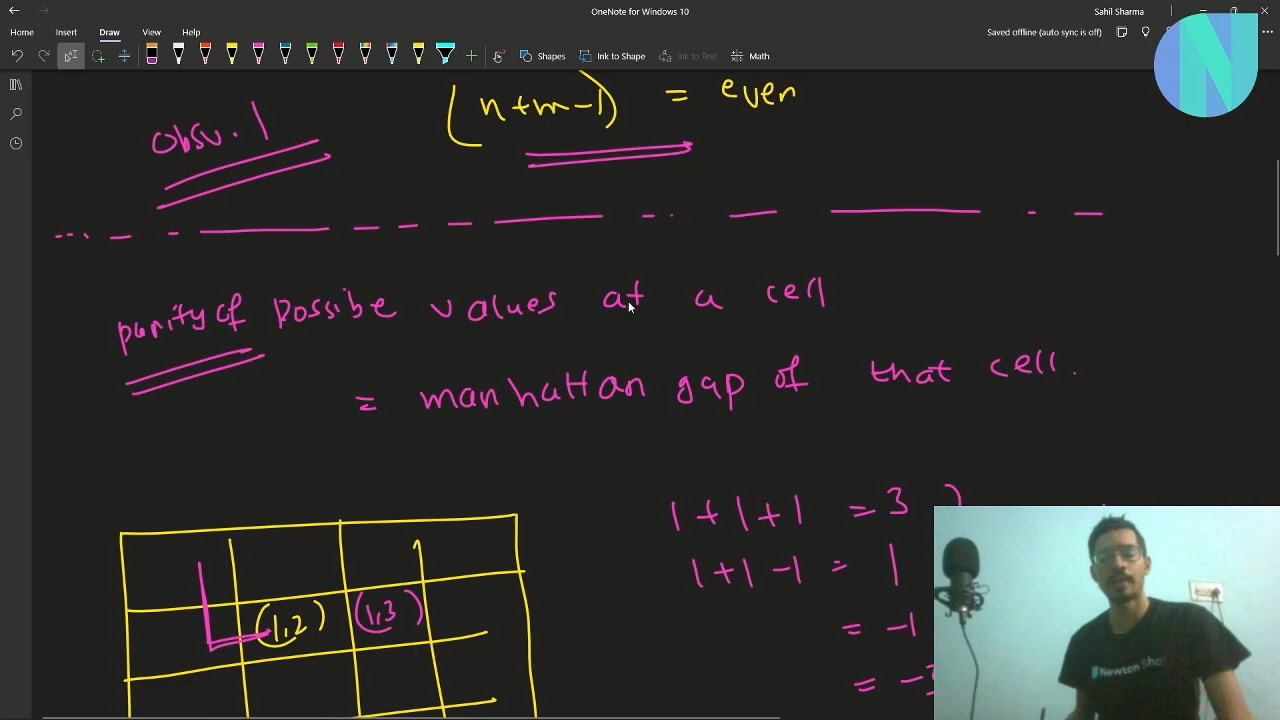 OneNote for Windows 10
Sahil Sharma
Home Insert Draw View Help
Saved offline (auto sync is off)
Shapes Ink to Shape Ink to Text Math
(n+m-1) = even
Obsv. 1
parity of possible values at a cell
= manhattan gap of that cell.
1+1+1 = 3
1+1-1 = 1
= -1
(1,2) (1,3)
Newton